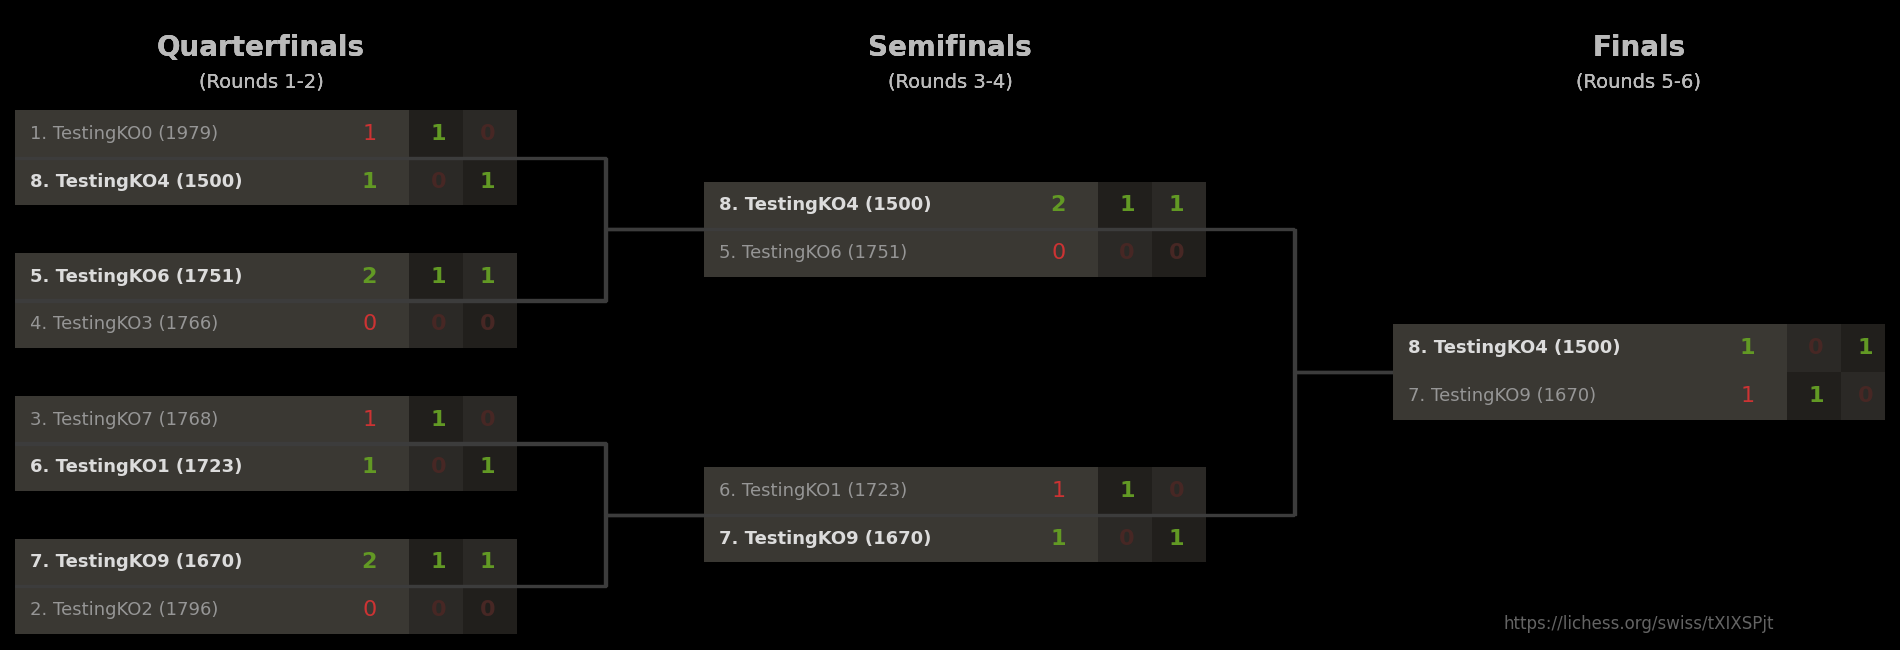 Quarterfinals
(Rounds 1-2)
1. TestingKO0 (1979) 1 1 0
8. TestingKO4 (1500) 1 0 1
5. TestingKO6 (1751) 2 1 1
4. TestingKO3 (1766) 0 0 0
3. TestingKO7 (1768) 1 1 0
6. TestingKO1 (1723) 1 0 1
7. TestingKO9 (1670) 2 1 1
2. TestingKO2 (1796) 0 0 0
Semifinals
(Rounds 3-4)
8. TestingKO4 (1500) 2 1 1
5. TestingKO6 (1751) 0 0 0
6. TestingKO1 (1723) 1 1 0
7. TestingKO9 (1670) 1 0 1
Finals
(Rounds 5-6)
8. TestingKO4 (1500) 1 0 1
7. TestingKO9 (1670) 1 1 0
https://lichess.org/swiss/tXIXSPjt